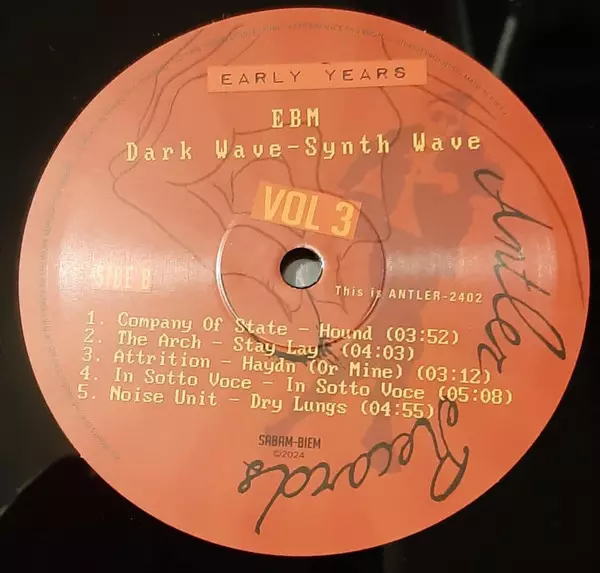 EARLY YEARS
EBM
Dark Wave-Synth Wave
VOL 3
SIDE B
This is ANTLER-2402
1. Company Of State - Hound (03:52)
2. The Arch - Stay Lay (04:03)
3. Attrition - Haydn (Or Mine) (03:12)
4. In Sotto Voce - In Sotto Voce (05:08)
5. Noise Unit - Dry Lungs (04:55)
SABAM-BIEM
©2024
Antler Records